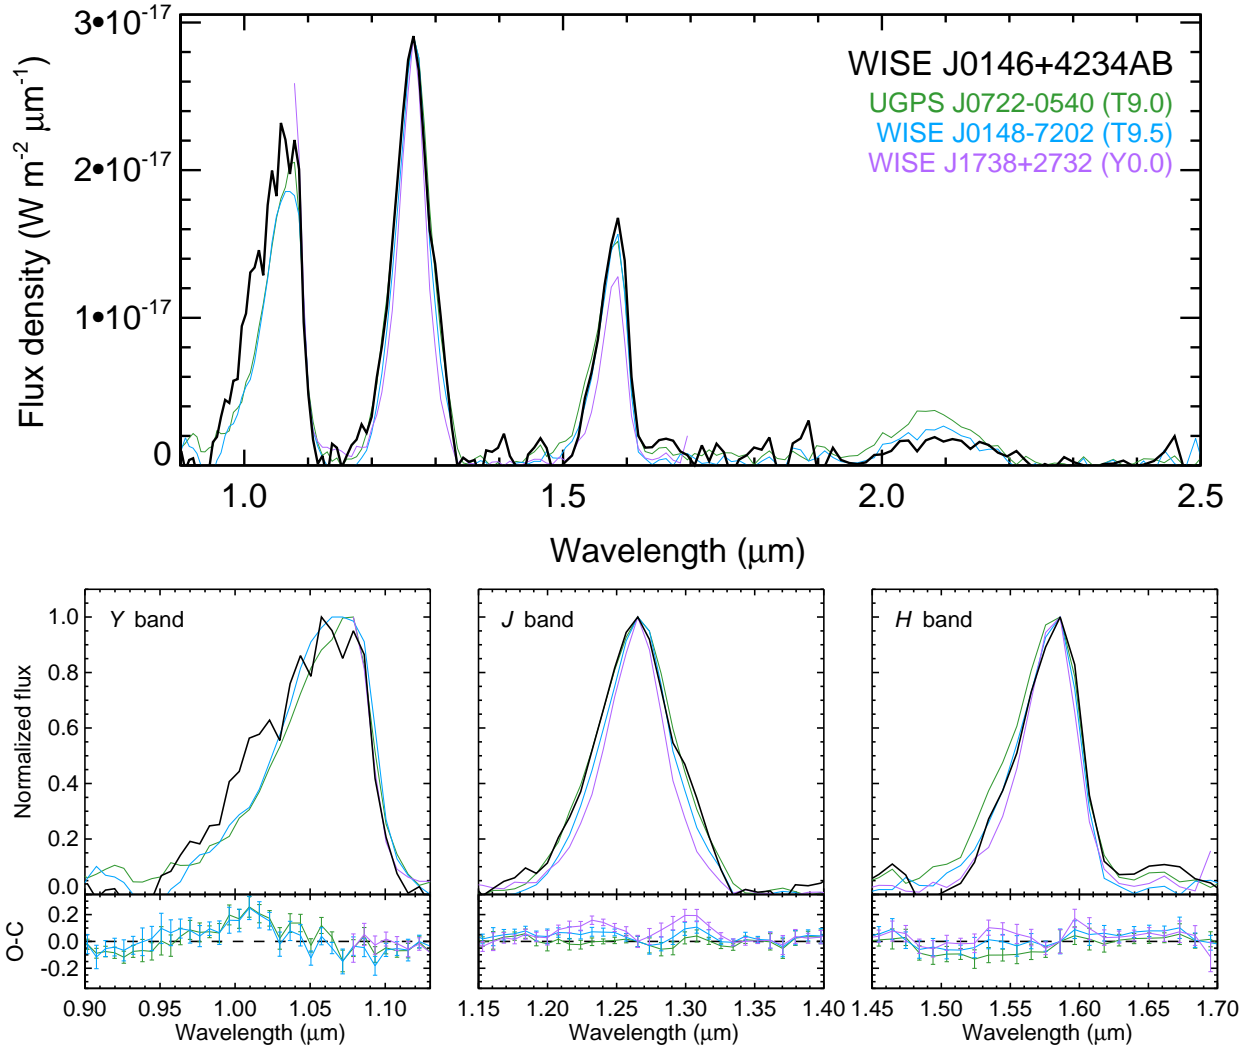 3•10⁻¹⁷
2•10⁻¹⁷
1•10⁻¹⁷
0
Flux density (W m⁻² μm⁻¹)
WISE J0146+4234AB
UGPS J0722-0540 (T9.0)
WISE J0148-7202 (T9.5)
WISE J1738+2732 (Y0.0)
1.0 1.5 2.0 2.5
Wavelength (μm)
Y band
J band
H band
1.0
0.8
0.6
0.4
0.2
0.0
Normalized flux
0.2
0.0
-0.2
O-C
0.90 0.95 1.00 1.05 1.10
1.15 1.20 1.25 1.30 1.35 1.40
1.45 1.50 1.55 1.60 1.65 1.70
Wavelength (μm)
Wavelength (μm)
Wavelength (μm)